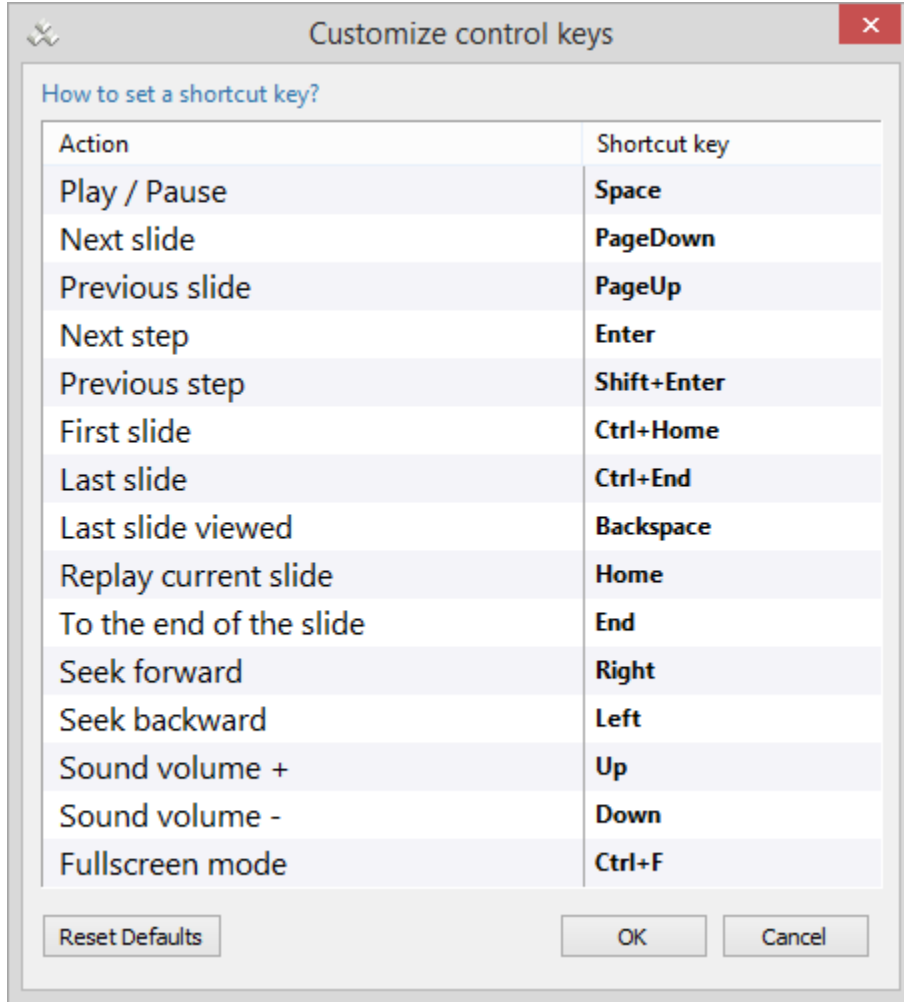 Customize control keys
How to set a shortcut key?
Action Shortcut key
Play / Pause Space
Next slide PageDown
Previous slide PageUp
Next step Enter
Previous step Shift+Enter
First slide Ctrl+Home
Last slide Ctrl+End
Last slide viewed Backspace
Replay current slide Home
To the end of the slide End
Seek forward Right
Seek backward Left
Sound volume + Up
Sound volume - Down
Fullscreen mode Ctrl+F
Reset Defaults OK Cancel